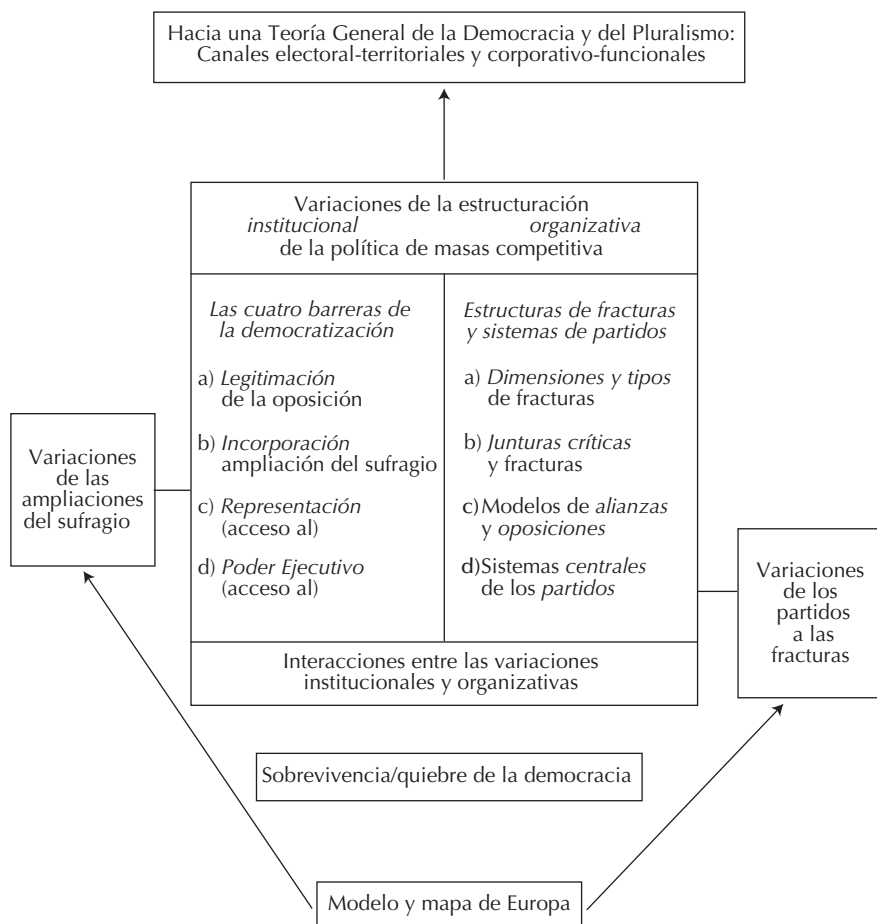 Hacia una Teoría General de la Democracia y del Pluralismo:
Canales electoral-territoriales y corporativo-funcionales
Variaciones de la estructuración
institucional organizativa
de la política de masas competitiva
Las cuatro barreras de
la democratización
a) Legitimación
de la oposición
b) Incorporación
ampliación del sufragio
c) Representación
(acceso al)
d) Poder Ejecutivo
(acceso al)
Estructuras de fracturas
y sistemas de partidos
a) Dimensiones y tipos
de fracturas
b) Junturas críticas
y fracturas
c) Modelos de alianzas
y oposiciones
d) Sistemas centrales
de los partidos
Variaciones
de las
ampliaciones
del sufragio
Variaciones
de los
partidos
a las
fracturas
Interacciones entre las variaciones
institucionales y organizativas
Sobrevivencia/quiebre de la democracia
Modelo y mapa de Europa